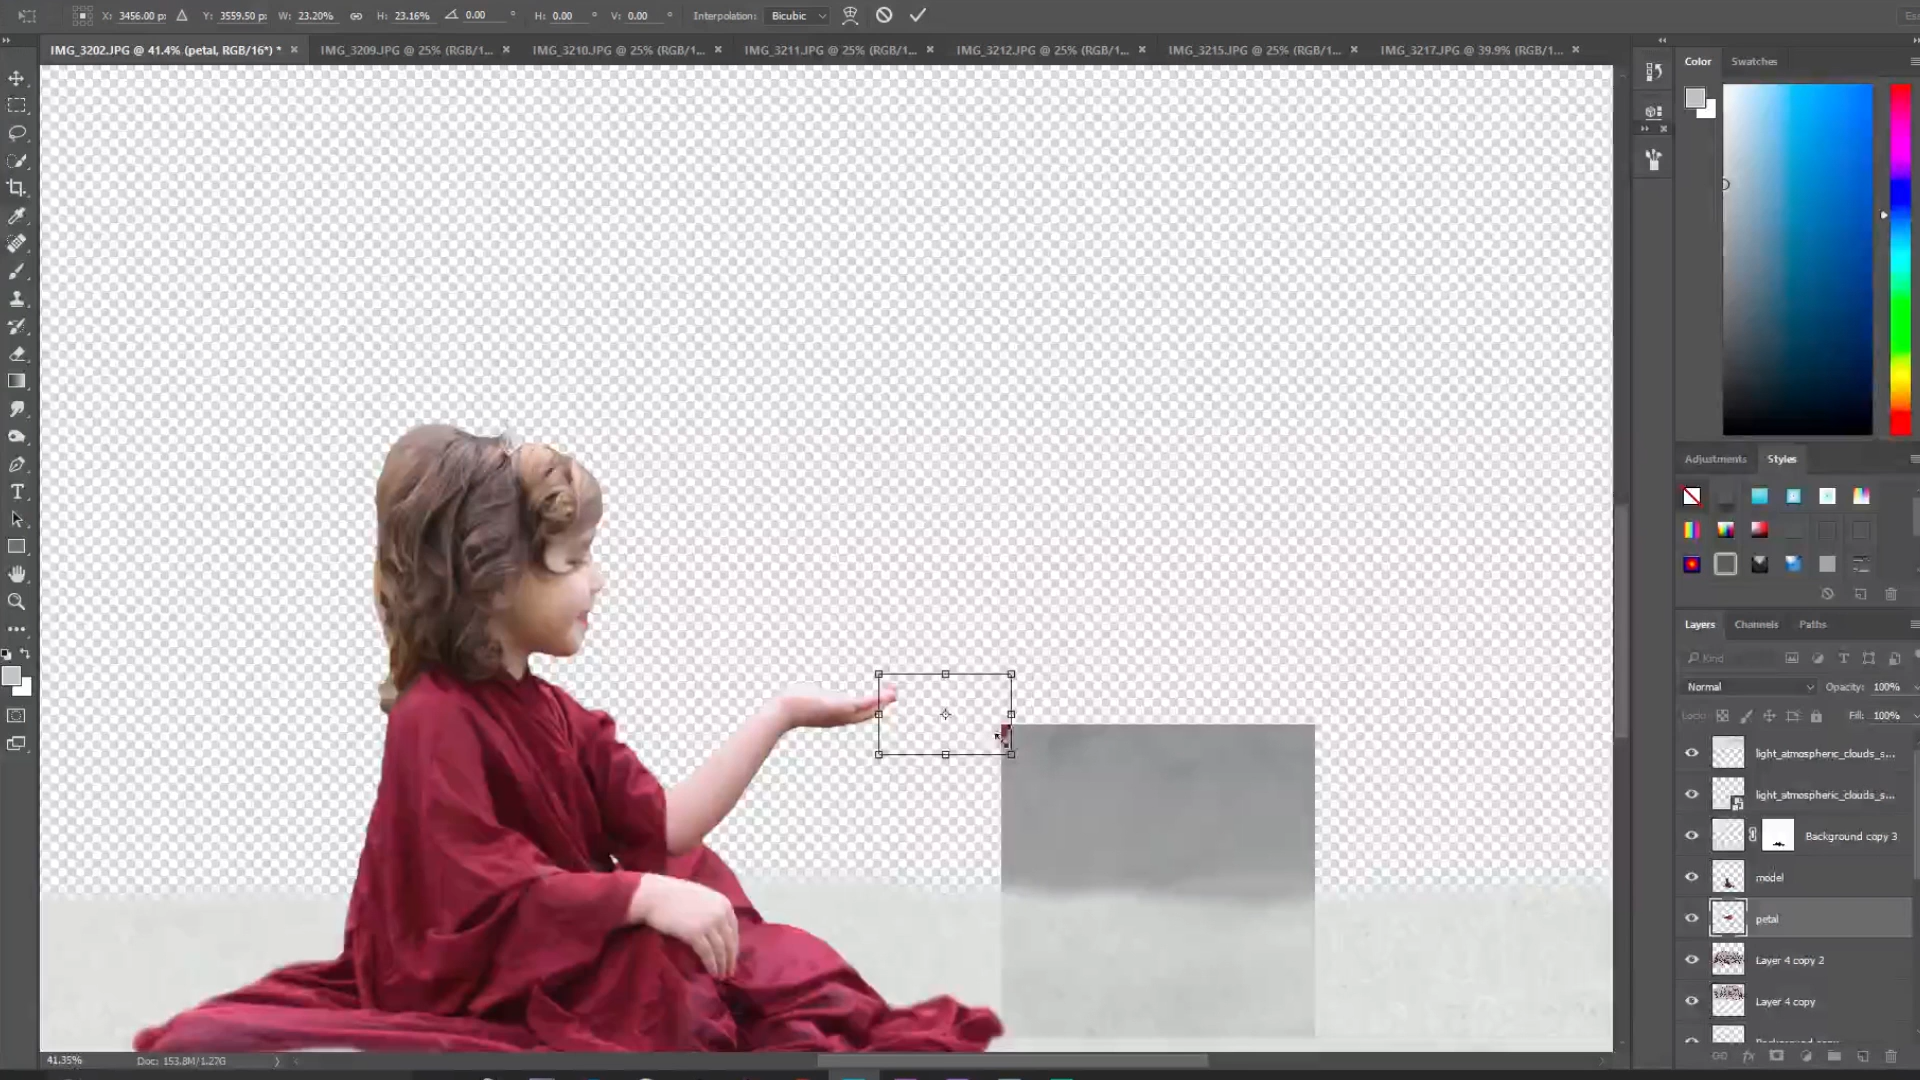 X: 3456.00 p: Y: 3559.50 p: W: 23.20% H: 23.16% 0.00 ° H: 0.00 ° V: 0.00 ° Interpolation: Bicubic
IMG_3202.JPG @ 41.4% (petal, RGB/16*) * IMG_3209.JPG @ 25% (RGB/1... IMG_3210.JPG @ 25% (RGB/1... IMG_3211.JPG @ 25% (RGB/1... IMG_3212.JPG @ 25% (RGB/1... IMG_3215.JPG @ 25% (RGB/1... IMG_3217.JPG @ 39.9% (RGB/1...
Color Swatches
Adjustments Styles
Layers Channels Paths
Kind
Normal Opacity: 100%
Lock: Fill: 100%
light_atmospheric_clouds_s...
light_atmospheric_clouds_s...
Background copy 3
model
petal
Layer 4 copy 2
Layer 4 copy
Background copy
41.35% Doc: 153.8M/1.27G